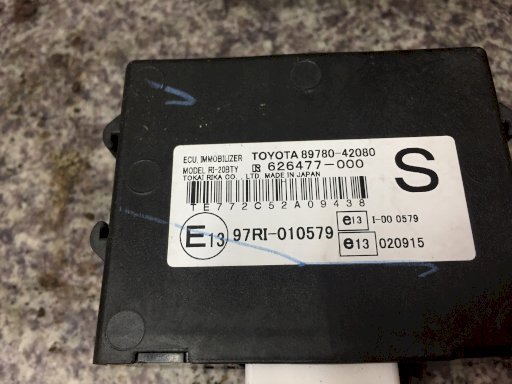 ECU, IMMOBILIZER TOYOTA 89780-42080
MODEL RI-20BTY 626477-000
TOKAI RIKA CO., LTD. MADE IN JAPAN
S
TE772C52A09438
E13 97RI-010579
e13 I-00 0579
e13 020915